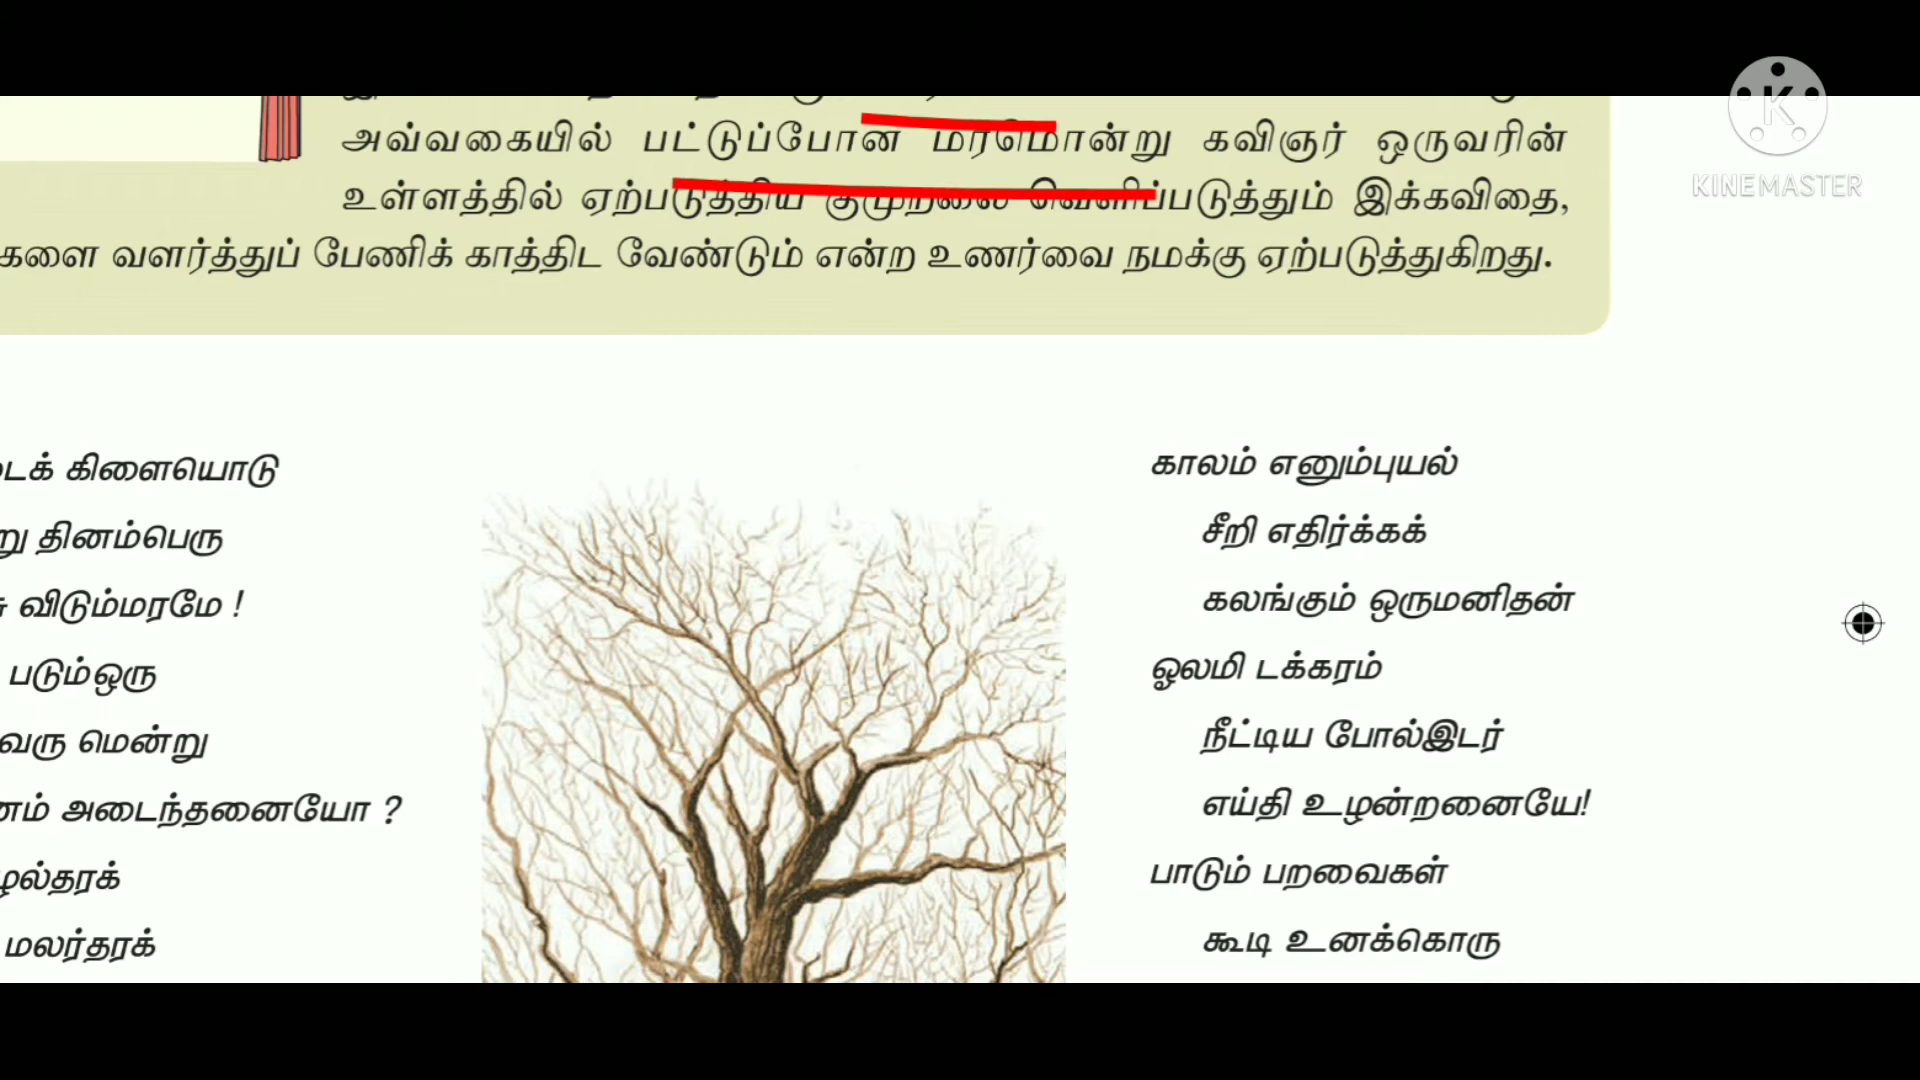 அவ்வகையில் பட்டுப்போன மரமொன்று கவிஞர் ஒருவரின்
உள்ளத்தில் ஏற்படுத்திய குமுறலை வெளிப்படுத்தும் இக்கவிதை,
களை வளர்த்துப் பேணிக் காத்திட வேண்டும் என்ற உணர்வை நமக்கு ஏற்படுத்துகிறது.
டைக் கிளையொடு
று தினம்பெரு
விடும்மரமே !
படும்ஒரு
வரு மென்று
னம் அடைந்தனையோ ?
ழல்தரக்
மலர்தரக்
காலம் எனும்புயல்
சீறி எதிர்க்கக்
கலங்கும் ஒருமனிதன்
ஓலமி டக்கரம்
நீட்டிய போல்இடர்
எய்தி உழன்றனையே!
பாடும் பறவைகள்
கூடி உனக்கொரு
KINEMASTER